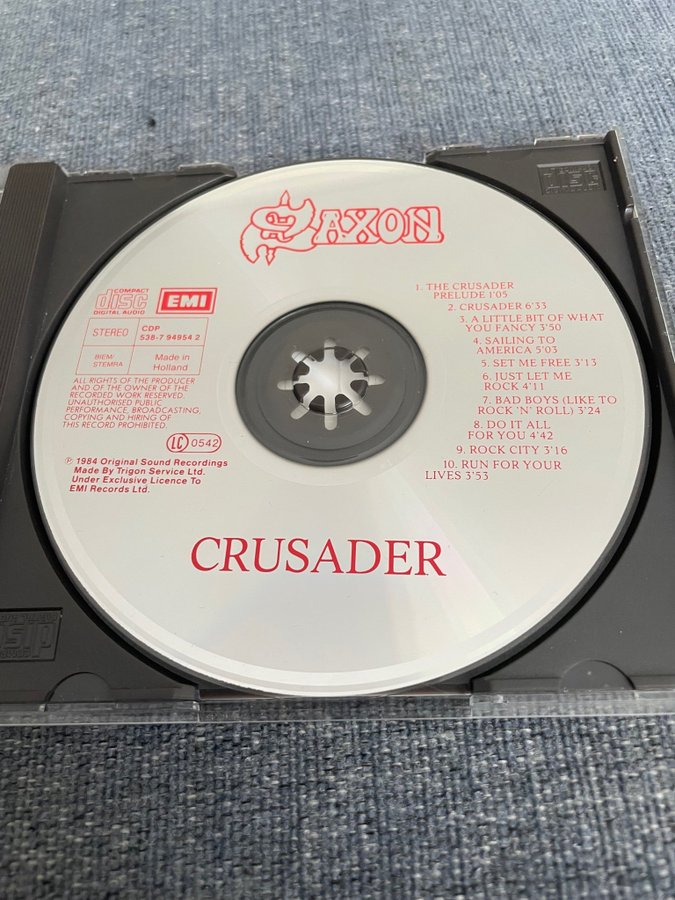 SAXON
COMPACT
disc
DIGITAL AUDIO
EMI
STEREO
CDP
538-7 94954 2
BIEM/
STEMRA
Made in
Holland
ALL RIGHTS OF THE PRODUCER
AND OF THE OWNER OF THE
RECORDED WORK RESERVED.
UNAUTHORISED PUBLIC
PERFORMANCE, BROADCASTING,
COPYING AND HIRING OF
THIS RECORD PROHIBITED.
LC 0542
℗ 1984 Original Sound Recordings
Made By Trigon Service Ltd.
Under Exclusive Licence To
EMI Records Ltd.
1. THE CRUSADER
PRELUDE 1'05
2. CRUSADER 6'33
3. A LITTLE BIT OF WHAT
YOU FANCY 3'50
4. SAILING TO
AMERICA 5'03
5. SET ME FREE 3'13
6. JUST LET ME
ROCK 4'11
7. BAD BOYS (LIKE TO
ROCK 'N' ROLL) 3'24
8. DO IT ALL
FOR YOU 4'42
9. ROCK CITY 3'16
10. RUN FOR YOUR
LIVES 3'53
CRUSADER
disc